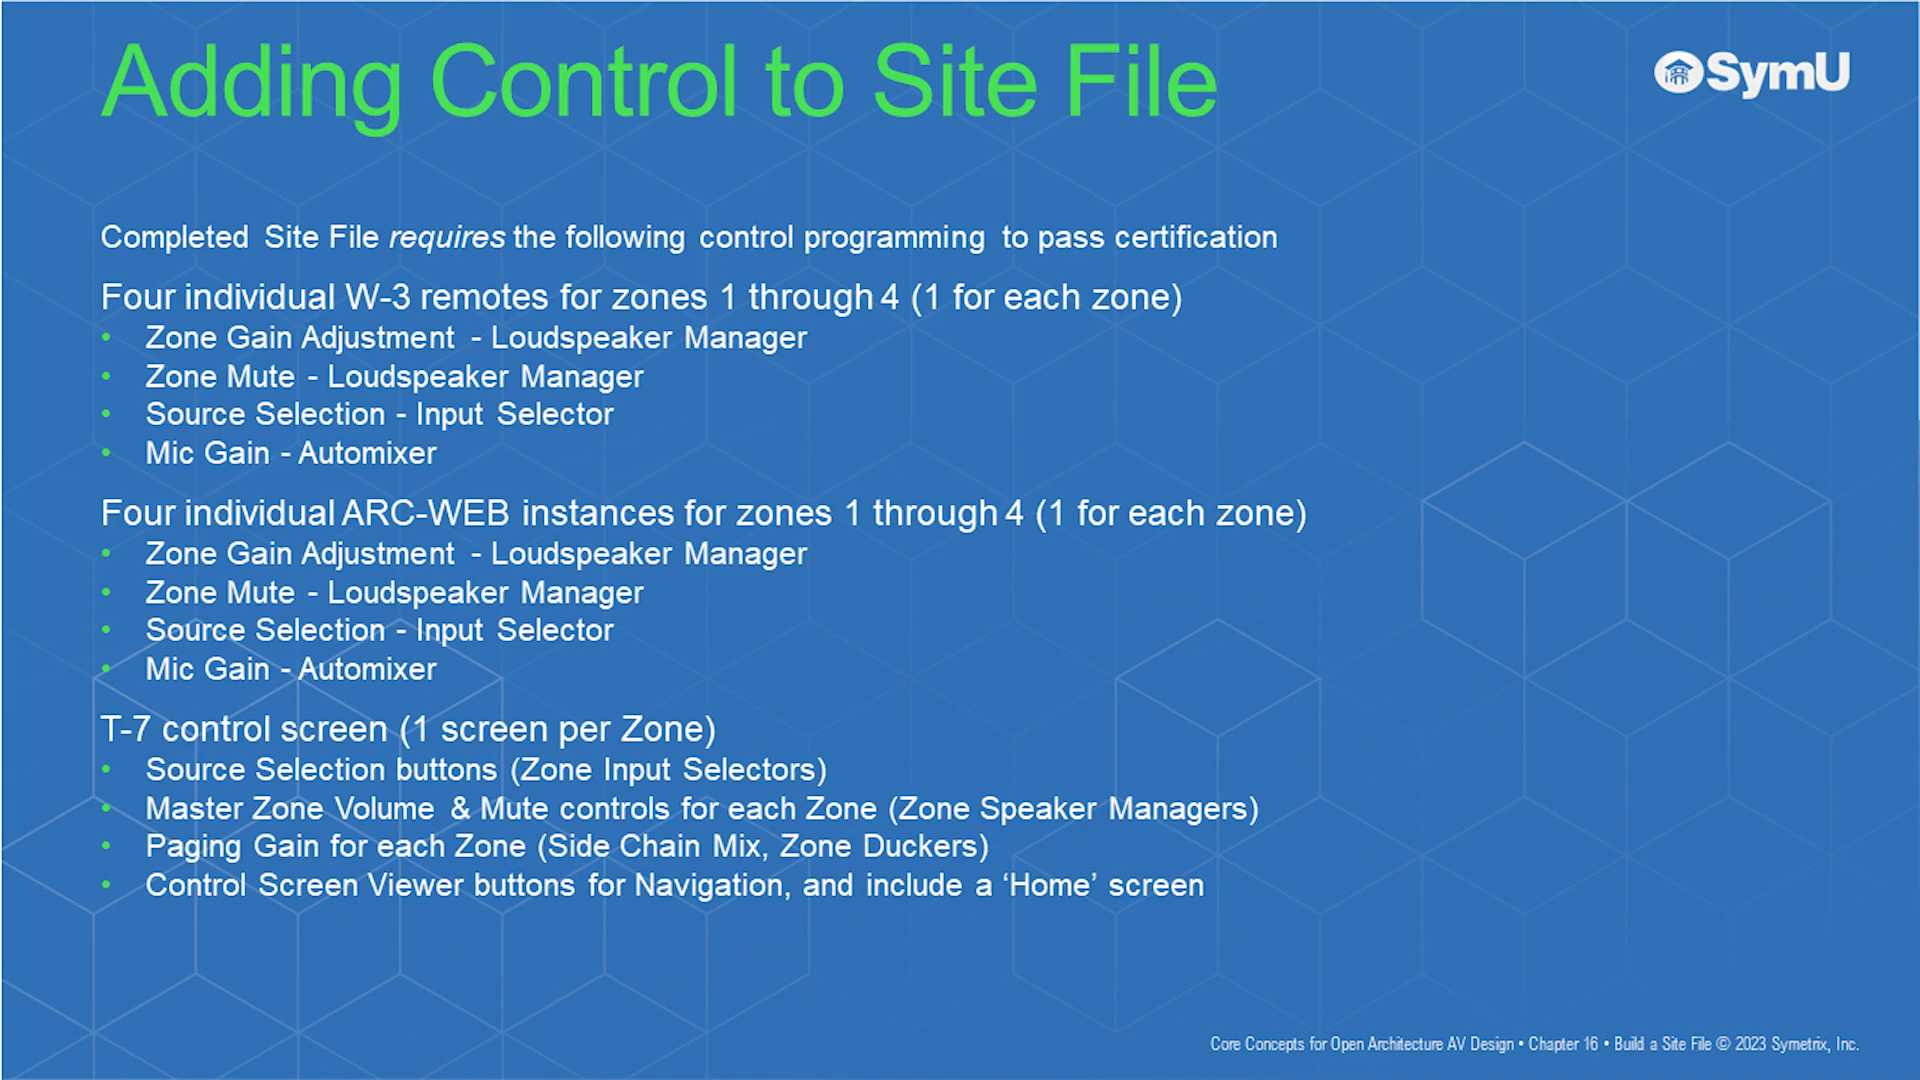 Adding Control to Site File
SymU
Completed Site File requires the following control programming to pass certification
Four individual W-3 remotes for zones 1 through 4 (1 for each zone)
• Zone Gain Adjustment - Loudspeaker Manager
• Zone Mute - Loudspeaker Manager
• Source Selection - Input Selector
• Mic Gain - Automixer
Four individual ARC-WEB instances for zones 1 through 4 (1 for each zone)
• Zone Gain Adjustment - Loudspeaker Manager
• Zone Mute - Loudspeaker Manager
• Source Selection - Input Selector
• Mic Gain - Automixer
T-7 control screen (1 screen per Zone)
• Source Selection buttons (Zone Input Selectors)
• Master Zone Volume & Mute controls for each Zone (Zone Speaker Managers)
• Paging Gain for each Zone (Side Chain Mix, Zone Duckers)
• Control Screen Viewer buttons for Navigation, and include a ‘Home’ screen
Core Concepts for Open Architecture AV Design • Chapter 16 • Build a Site File © 2023 Symetrix, Inc.